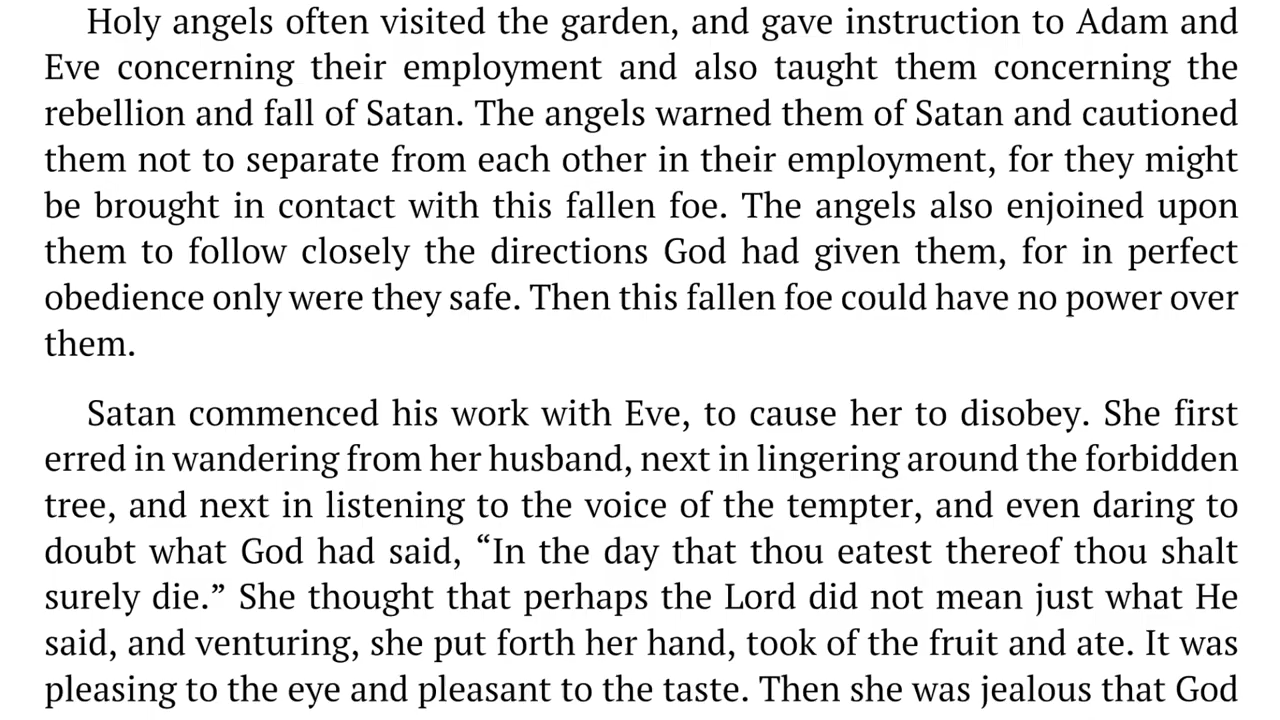 Holy angels often visited the garden, and gave instruction to Adam and
Eve concerning their employment and also taught them concerning the
rebellion and fall of Satan. The angels warned them of Satan and cautioned
them not to separate from each other in their employment, for they might
be brought in contact with this fallen foe. The angels also enjoined upon
them to follow closely the directions God had given them, for in perfect
obedience only were they safe. Then this fallen foe could have no power over
them.
Satan commenced his work with Eve, to cause her to disobey. She first
erred in wandering from her husband, next in lingering around the forbidden
tree, and next in listening to the voice of the tempter, and even daring to
doubt what God had said, “In the day that thou eatest thereof thou shalt
surely die.” She thought that perhaps the Lord did not mean just what He
said, and venturing, she put forth her hand, took of the fruit and ate. It was
pleasing to the eye and pleasant to the taste. Then she was jealous that God